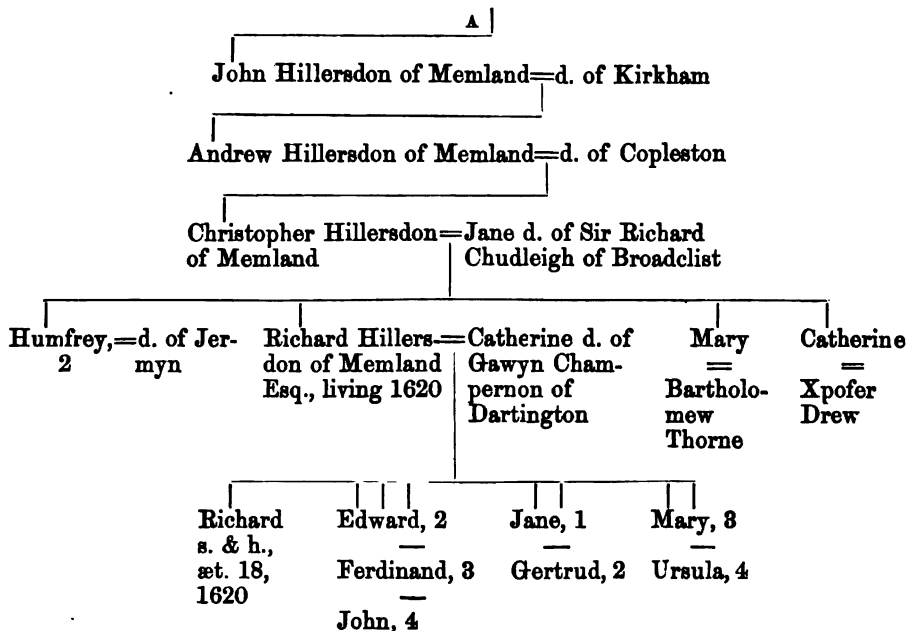 A
John Hillersdon of Memland=d. of Kirkham
Andrew Hillersdon of Memland=d. of Copleston
Christopher Hillersdon=Jane d. of Sir Richard
of Memland
Chudleigh of Broadclist
Humfrey,=d. of Jer-
2
myn
Richard Hillers-=Catherine d. of
don of Memland
Gawyn Cham-
Esq., living 1620
pernon of
Dartington
Mary
=
Bartholo-
mew
Thorne
Catherine
=
Xpofer
Drew
Richard
s. & h.,
æt. 18,
1620
Edward, 2
—
Ferdinand, 3
—
John, 4
Jane, 1
—
Gertrud, 2
Mary, 3
—
Ursula, 4